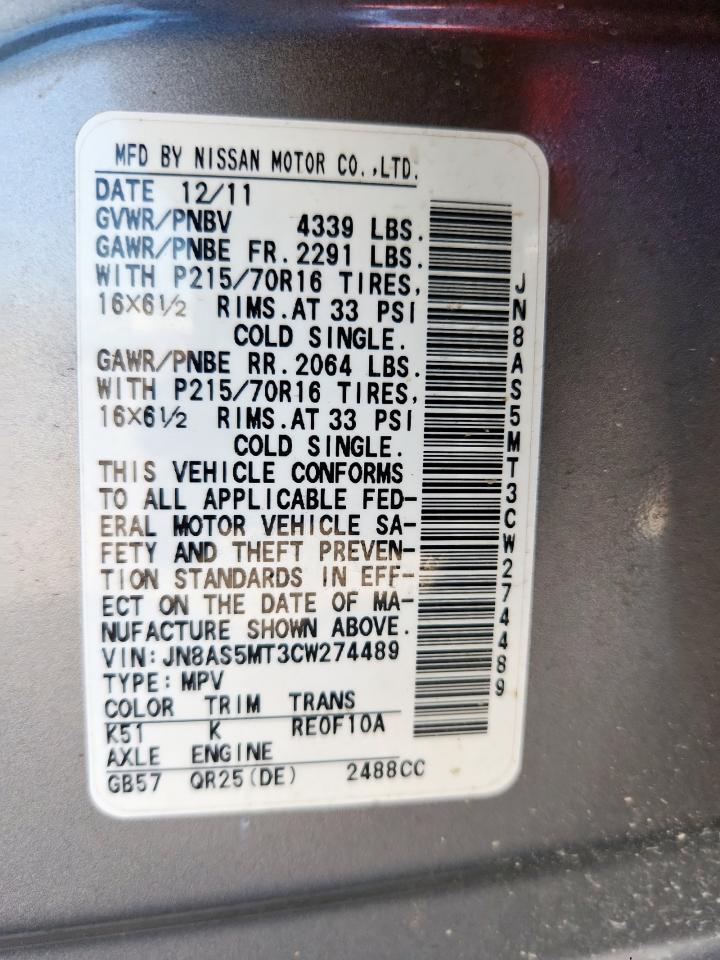 MFD BY NISSAN MOTOR CO.,LTD.
DATE 12/11
GVWR/PNBV 4339 LBS.
GAWR/PNBE FR.2291 LBS.
WITH P215/70R16 TIRES,
16X6½ RIMS.AT 33 PSI
COLD SINGLE.
GAWR/PNBE RR.2064 LBS.
WITH P215/70R16 TIRES,
16X6½ RIMS.AT 33 PSI
COLD SINGLE.
THIS VEHICLE CONFORMS
TO ALL APPLICABLE FED-
ERAL MOTOR VEHICLE SA-
FETY AND THEFT PREVEN-
TION STANDARDS IN EFF-
ECT ON THE DATE OF MA-
NUFACTURE SHOWN ABOVE.
VIN:JN8AS5MT3CW274489
TYPE:MPV
COLOR TRIM TRANS
K51 K RE0F10A
AXLE ENGINE
GB57 QR25(DE) 2488CC
JN8AS5MT3CW274489